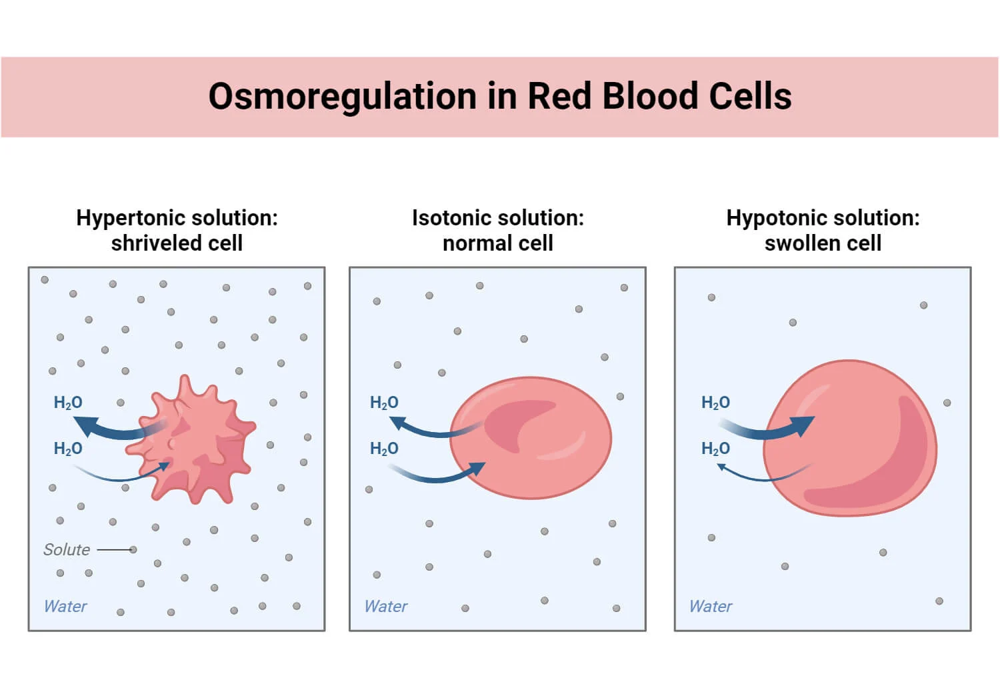 Osmoregulation in Red Blood Cells
Hypertonic solution:
shriveled cell
H₂O
H₂O
Solute
Water
Isotonic solution:
normal cell
H₂O
H₂O
Water
Hypotonic solution:
swollen cell
H₂O
H₂O
Water